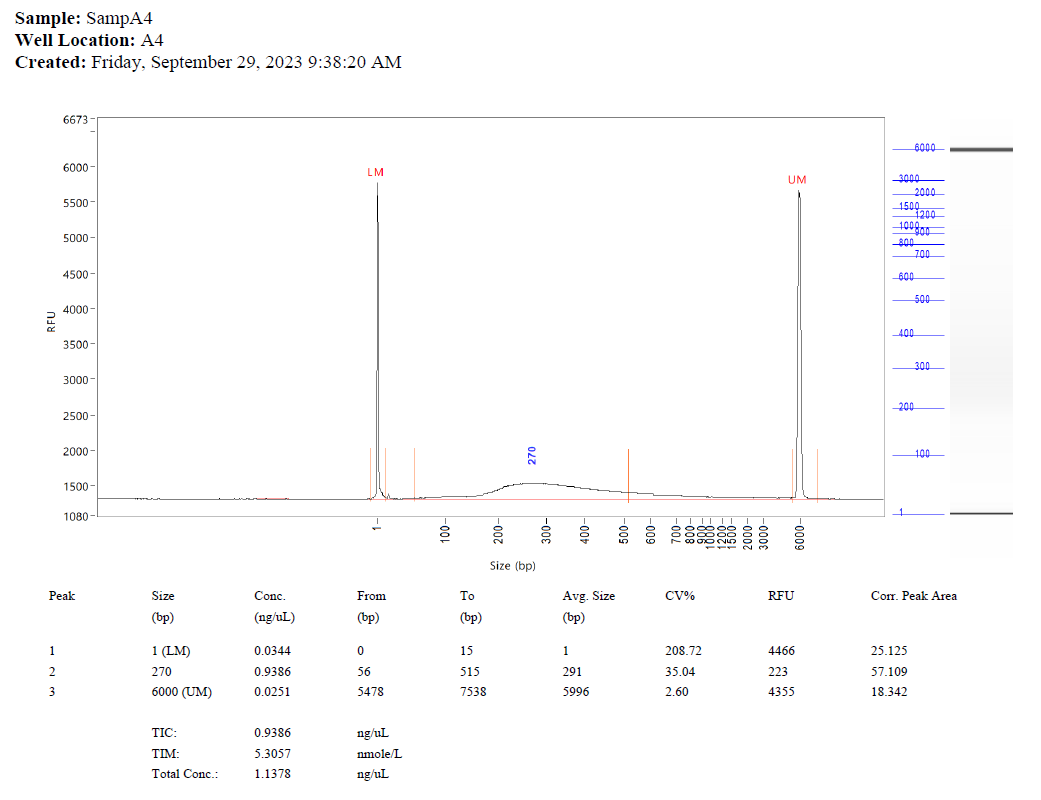 Sample: SampA4
Well Location: A4
Created: Friday, September 29, 2023 9:38:20 AM
6673
6000
5500
5000
4500
4000
3500
3000
2500
2000
1500
1080
RFU
LM
UM
270
1 100 200 300 400 500 600 700 800 900 1000 1200 1500 2000 3000 6000
Size (bp)
6000
3000
2000
1500
1200
1000
900
800
700
600
500
400
300
200
100
1
Peak Size Conc. From To Avg. Size CV% RFU Corr. Peak Area
(bp) (ng/uL) (bp) (bp) (bp)
1 1 (LM) 0.0344 0 15 1 208.72 4466 25.125
2 270 0.9386 56 515 291 35.04 223 57.109
3 6000 (UM) 0.0251 5478 7538 5996 2.60 4355 18.342
TIC: 0.9386 ng/uL
TIM: 5.3057 nmole/L
Total Conc.: 1.1378 ng/uL